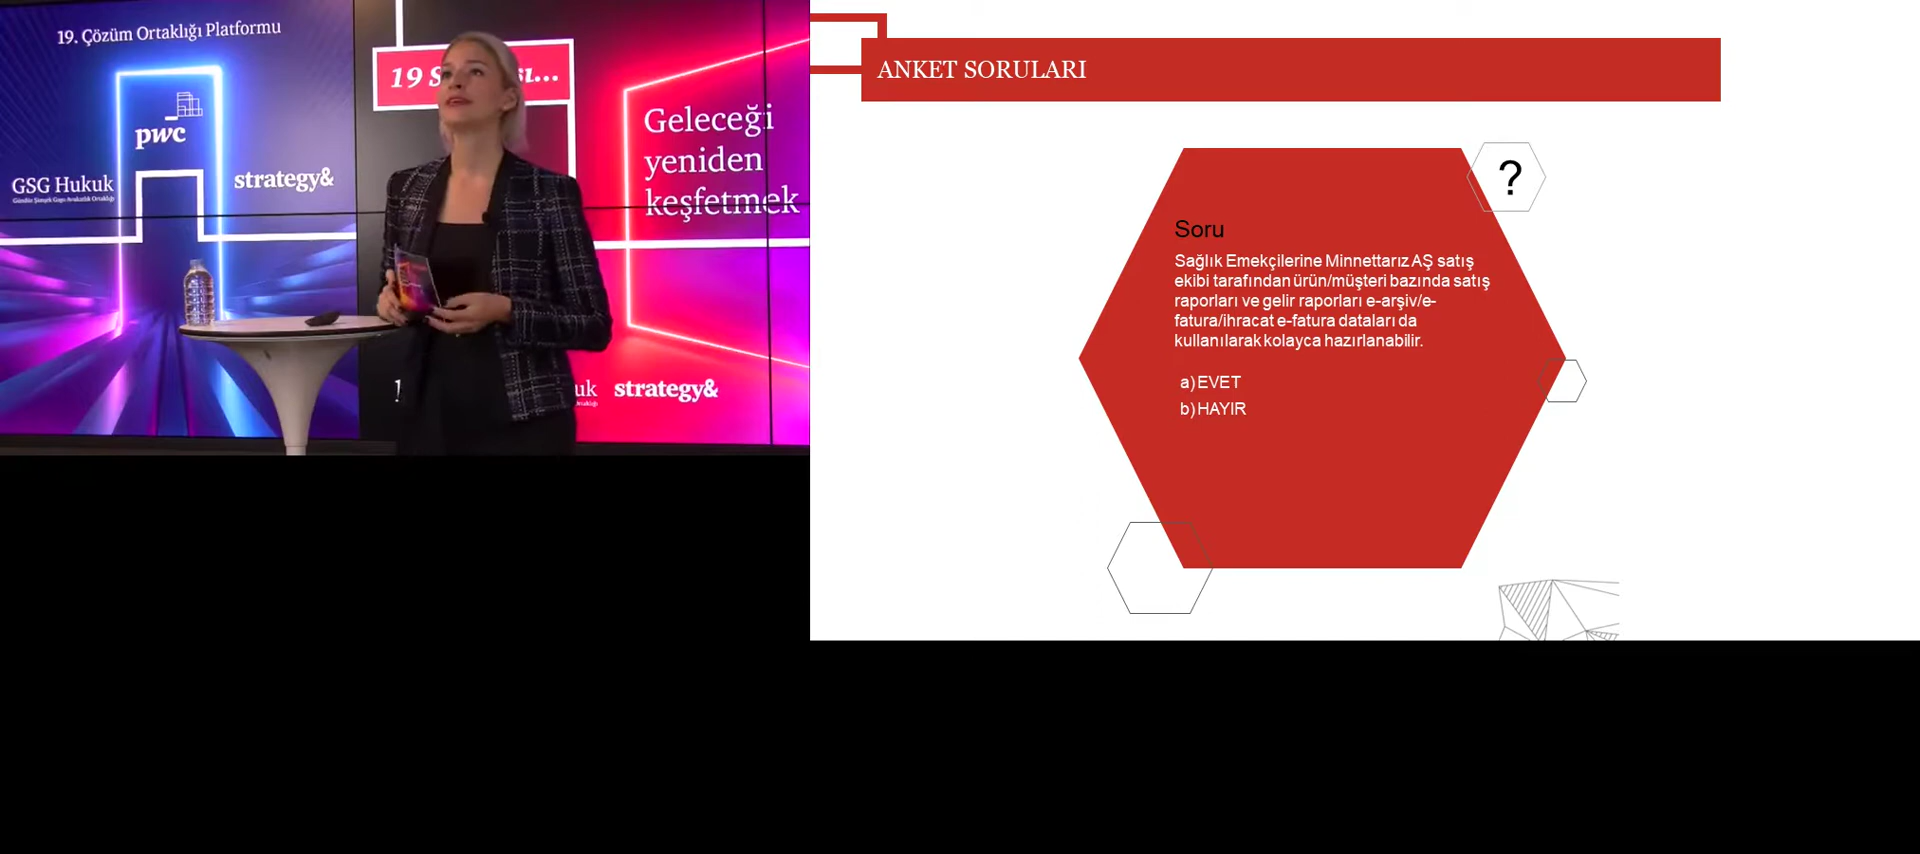 19. Çözüm Ortaklığı Platformu
pwc
GSG Hukuk
strategy&
19 S
ı...
Geleceği
yeniden
keşfetmek
uk
strategy&
ANKET SORULARI
?
Soru
Sağlık Emekçilerine Minnettarız AŞ satış
ekibi tarafından ürün/müşteri bazında satış
raporları ve gelir raporları e-arşiv/e-
fatura/ihracat e-fatura dataları da
kullanılarak kolayca hazırlanabilir.
a) EVET
b) HAYIR